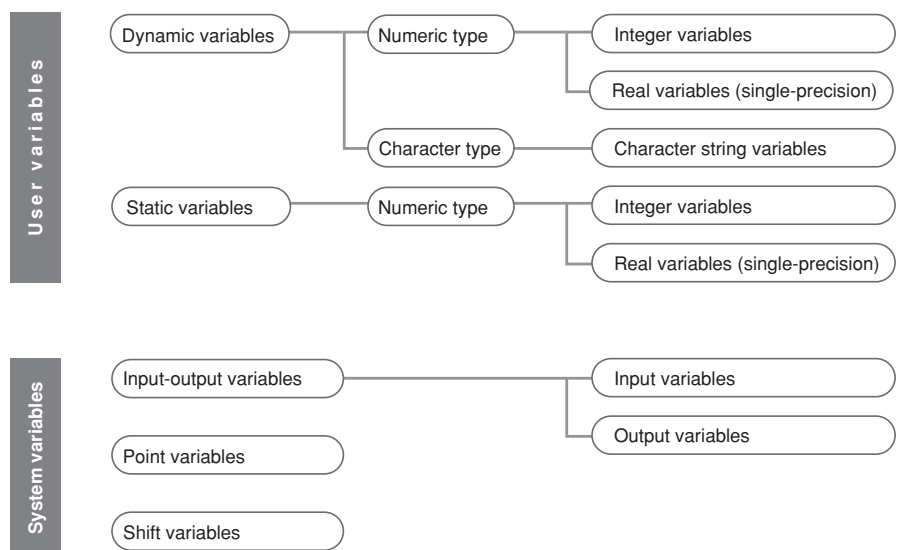 User variables
Dynamic variables
Numeric type
Integer variables
Real variables (single-precision)
Character type
Character string variables
Static variables
Numeric type
Integer variables
Real variables (single-precision)
System variables
Input-output variables
Input variables
Output variables
Point variables
Shift variables